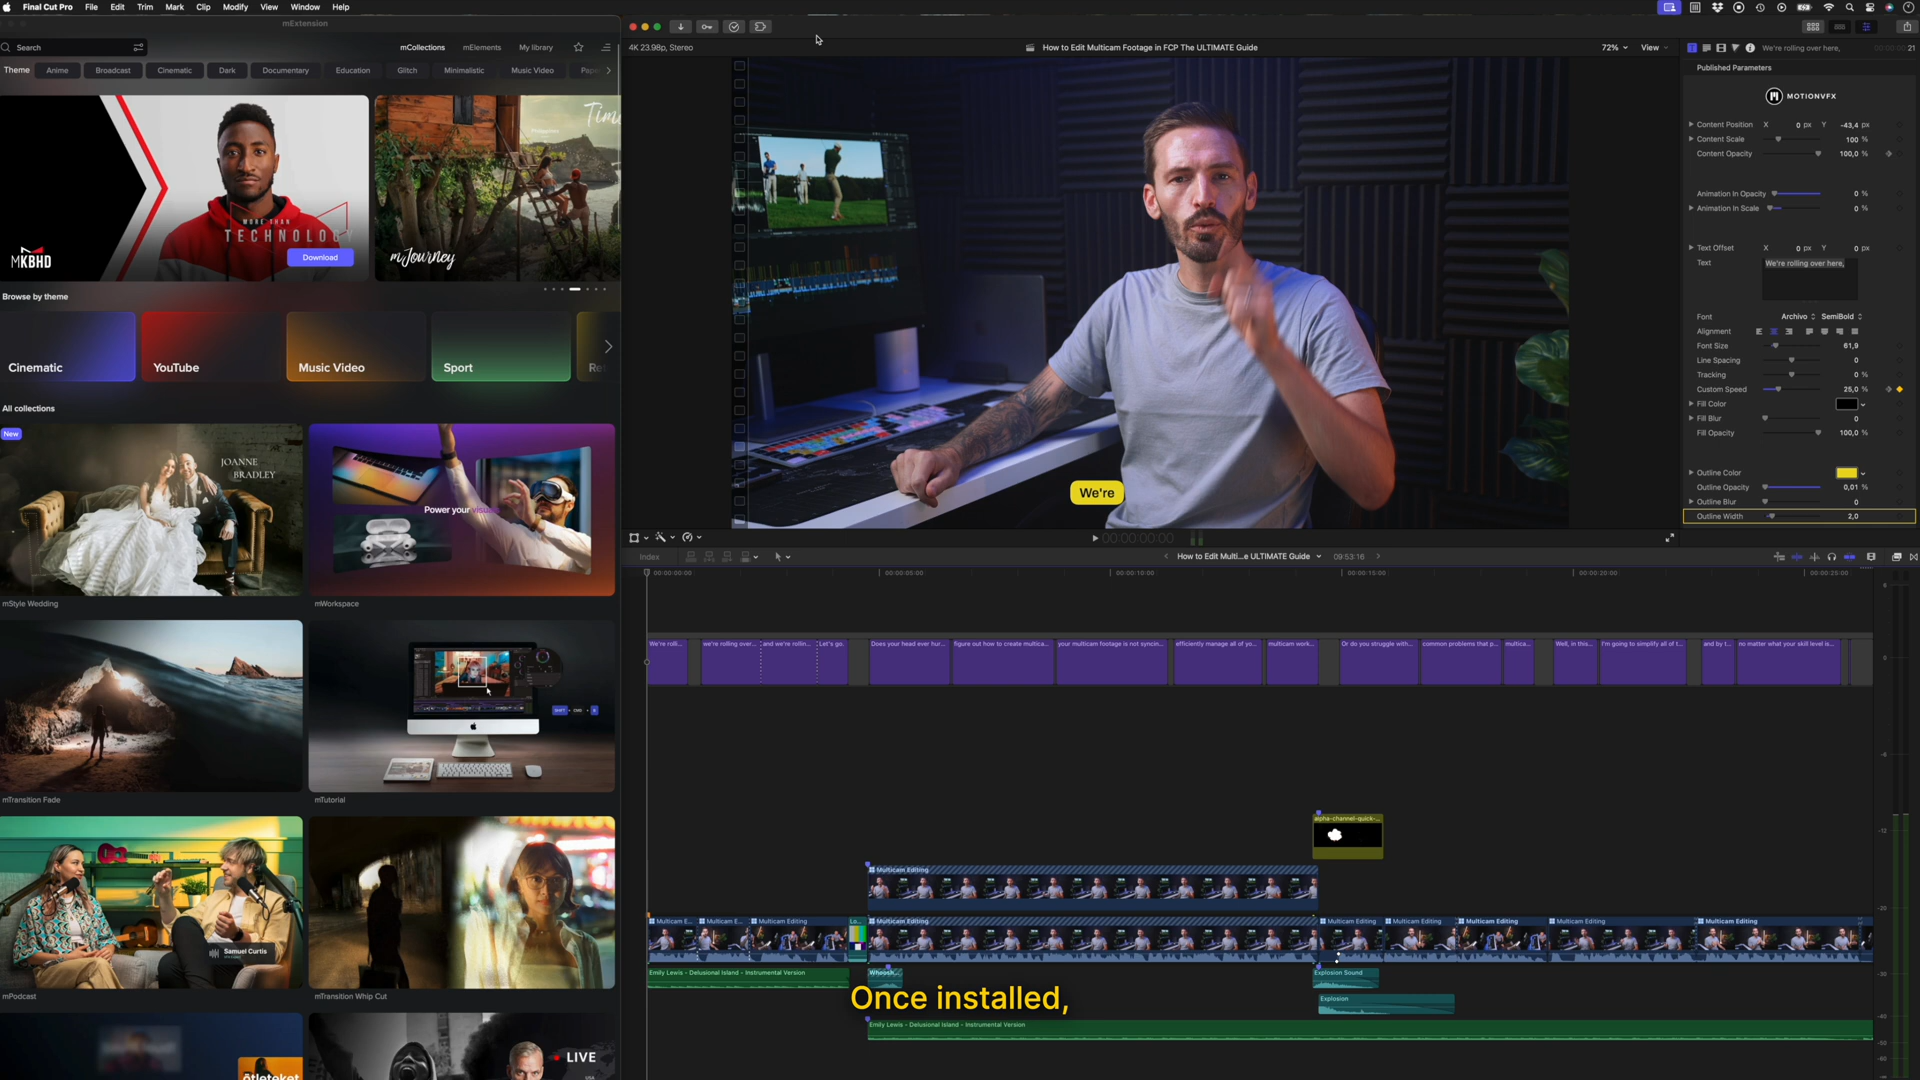 Final Cut Pro File Edit Trim Mark Clip Modify View Window Help
mExtension
Search
mCollections mElements My library
Theme Anime Broadcast Cinematic Dark Documentary Education Glitch Minimalistic Music Video
MKBHD
MORE THAN
TECHNOLOGY
Download
mJourney
Browse by theme
Cinematic
YouTube
Music Video
Sport
All collections
New
JOANNE
BRADLEY
Power your
mStyle Wedding
mWorkspace
mTransition Fade
mTutorial
Samuel Curtis
mPodcast
mTransition Whip Cut
LIVE
4K 23.98p, Stereo
How to Edit Multicam Footage in FCP The ULTIMATE Guide
72%
View
We're
00:00:00:00
Index
How to Edit Multi...e ULTIMATE Guide
09:53:16
00:00:00:00
00:00:05:00
00:00:10:00
00:00:15:00
00:00:20:00
00:00:25:00
We're rolli...
we're rolling over...
and we're rollin...
Let's go.
Does your head ever hur...
figure out how to create multica...
your multicam footage is not syncin...
efficiently manage all of yo...
multicam work...
Or do you struggle with...
common problems that p...
multica...
Well, in this...
I'm going to simplify all of t...
and by t...
no matter what your skill level is...
alpha-channel-quick-...
Multicam Editing
Multicam E...
Multicam E...
Multicam Editing
Lo...
Multicam Editing
Multicam Editing
Multicam Editing
Multicam Editing
Multicam Editing
Multicam Editing
Emily Lewis - Delusional Island - Instrumental Version
Whoosh...
Explosion Sound
Explosion
Once installed,
Emily Lewis - Delusional Island - Instrumental Version
We're rolling over here,
21
Published Parameters
MOTIONVFX
Content Position X 0 px Y -43,4 px
Content Scale 100 %
Content Opacity 100,0 %
Animation In Opacity 0 %
Animation In Scale 0 %
Text Offset X 0 px Y 0 px
Text We're rolling over here,
Font Archivo SemiBold
Alignment
Font Size 61,9
Line Spacing 0
Tracking 0 %
Custom Speed 25,0 %
Fill Color
Fill Blur 0
Fill Opacity 100,0 %
Outline Color
Outline Opacity 0,01 %
Outline Blur 0
Outline Width 2,0